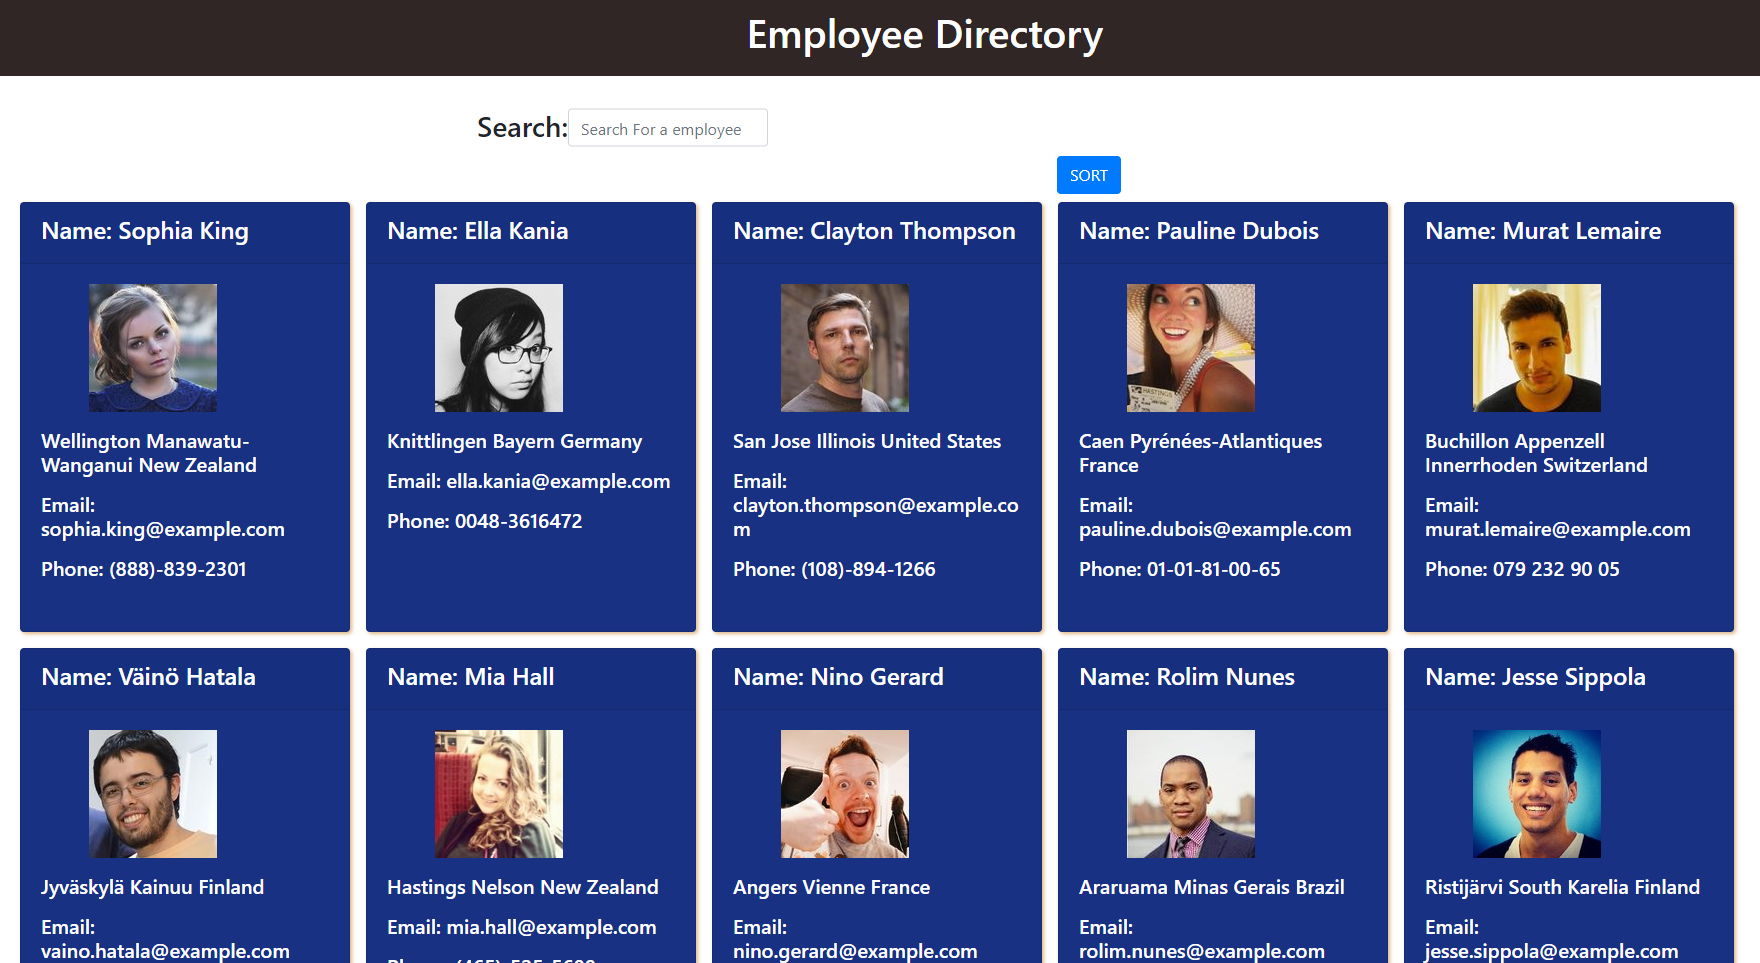 Employee Directory
Search:
Search For a employee
SORT
Name: Sophia King
Wellington Manawatu-
Wanganui New Zealand
Email:
sophia.king@example.com
Phone: (888)-839-2301
Name: Ella Kania
Knittlingen Bayern Germany
Email: ella.kania@example.com
Phone: 0048-3616472
Name: Clayton Thompson
San Jose Illinois United States
Email:
clayton.thompson@example.co
m
Phone: (108)-894-1266
Name: Pauline Dubois
HASTINGS
Caen Pyrénées-Atlantiques
France
Email:
pauline.dubois@example.com
Phone: 01-01-81-00-65
Name: Murat Lemaire
Buchillon Appenzell
Innerrhoden Switzerland
Email:
murat.lemaire@example.com
Phone: 079 232 90 05
Name: Väinö Hatala
Jyväskylä Kainuu Finland
Email:
vaino.hatala@example.com
Name: Mia Hall
Hastings Nelson New Zealand
Email: mia.hall@example.com
Name: Nino Gerard
Angers Vienne France
Email:
nino.gerard@example.com
Name: Rolim Nunes
Araruama Minas Gerais Brazil
Email:
rolim.nunes@example.com
Name: Jesse Sippola
Ristijärvi South Karelia Finland
Email:
jesse.sippola@example.com